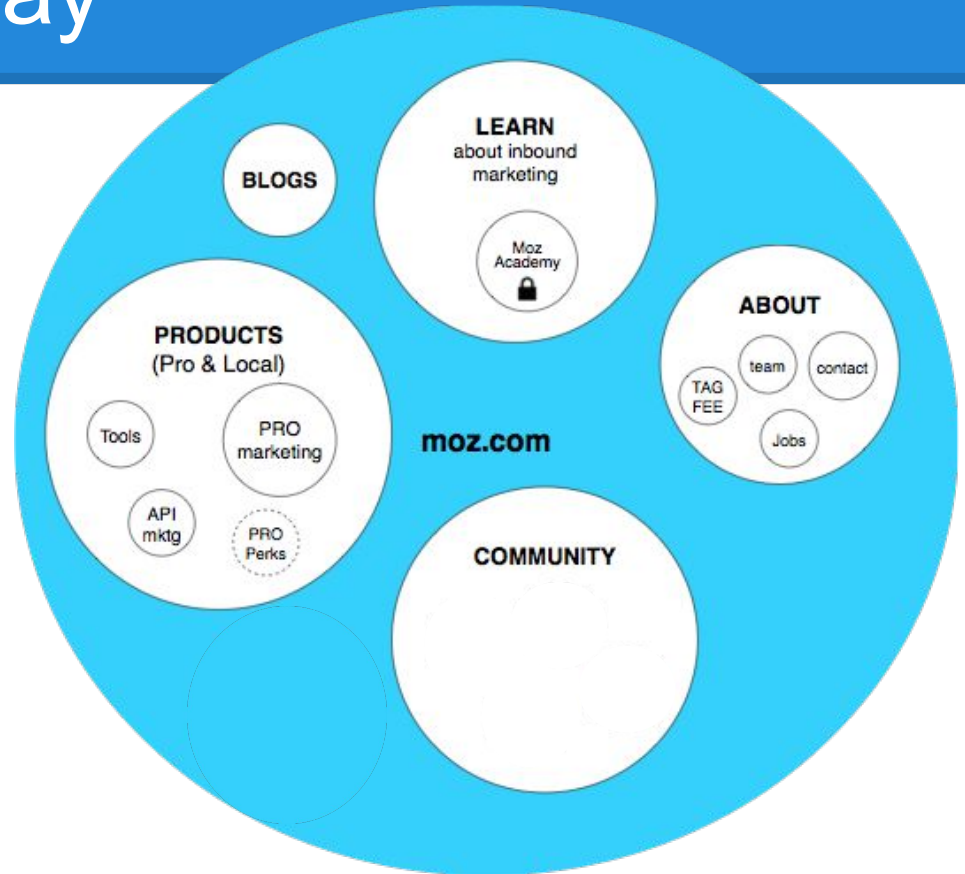 BLOGS
LEARN
about inbound
marketing
Moz
Academy
PRODUCTS
(Pro & Local)
Tools
PRO
marketing
API
mktg
PRO
Perks
moz.com
ABOUT
team
contact
TAG
FEE
Jobs
COMMUNITY